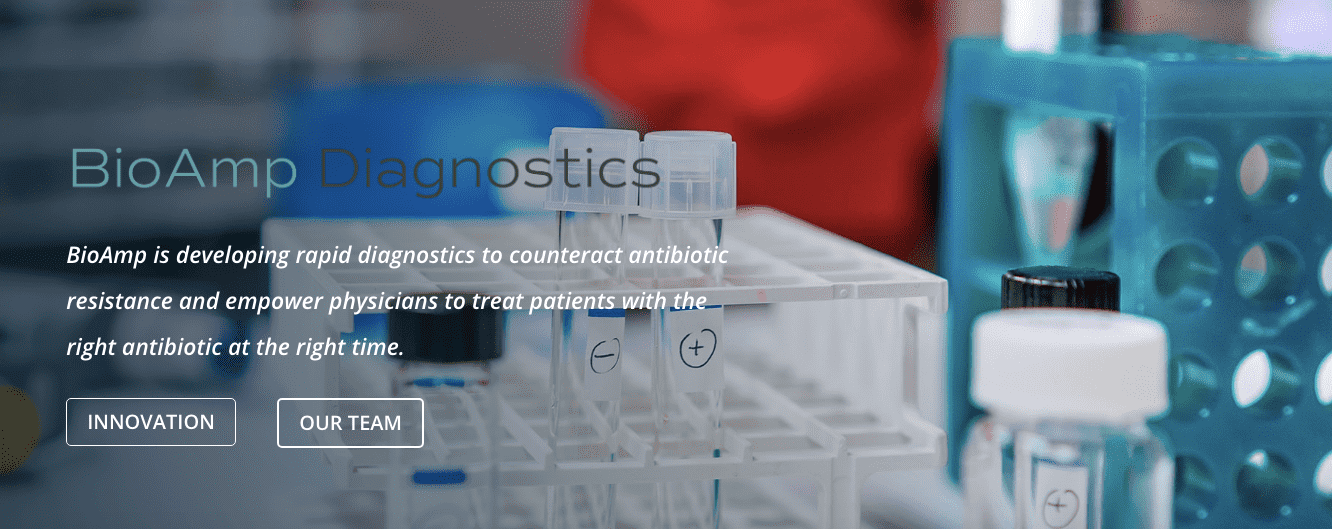 BioAmp Diagnostics
BioAmp is developing rapid diagnostics to counteract antibiotic
resistance and empower physicians to treat patients with the
right antibiotic at the right time.
INNOVATION
OUR TEAM
−
+
+